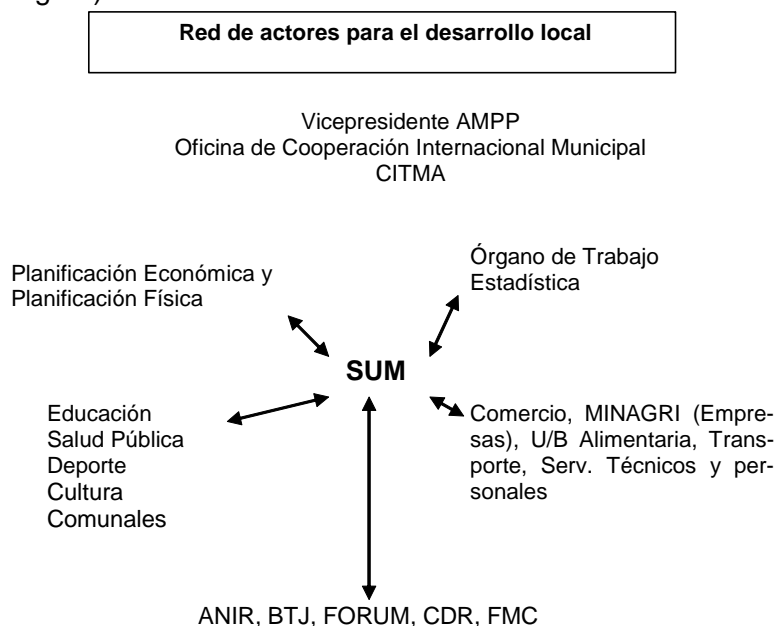 Red de actores para el desarrollo local
Vicepresidente AMPP
Oficina de Cooperación Internacional Municipal
CITMA
Planificación Económica y
Planificación Física
Órgano de Trabajo
Estadística
SUM
Educación
Salud Pública
Deporte
Cultura
Comunales
Comercio, MINAGRI (Empre-
sas), U/B Alimentaria, Trans-
porte, Serv. Técnicos y per-
sonales
ANIR, BTJ, FORUM, CDR, FMC